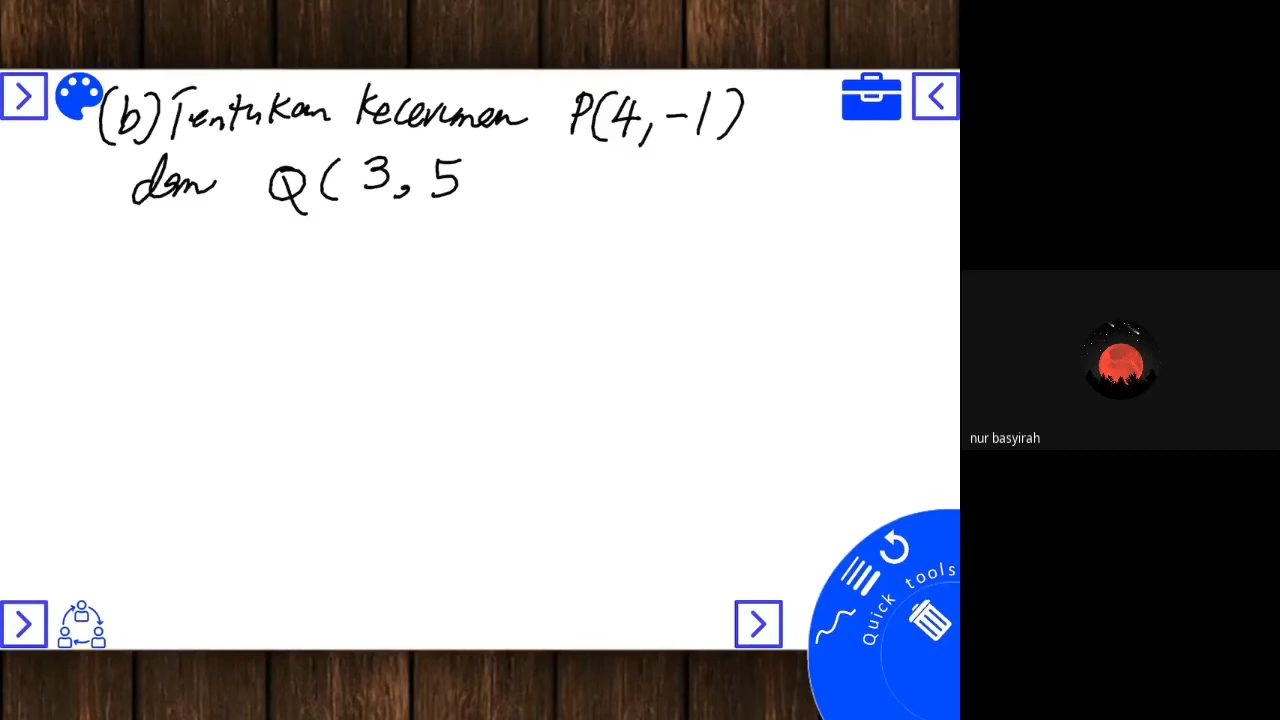 (b) Tentukan kecerunan P(4, -1)
dan Q( 3, 5
nur basyirah
Quick tools